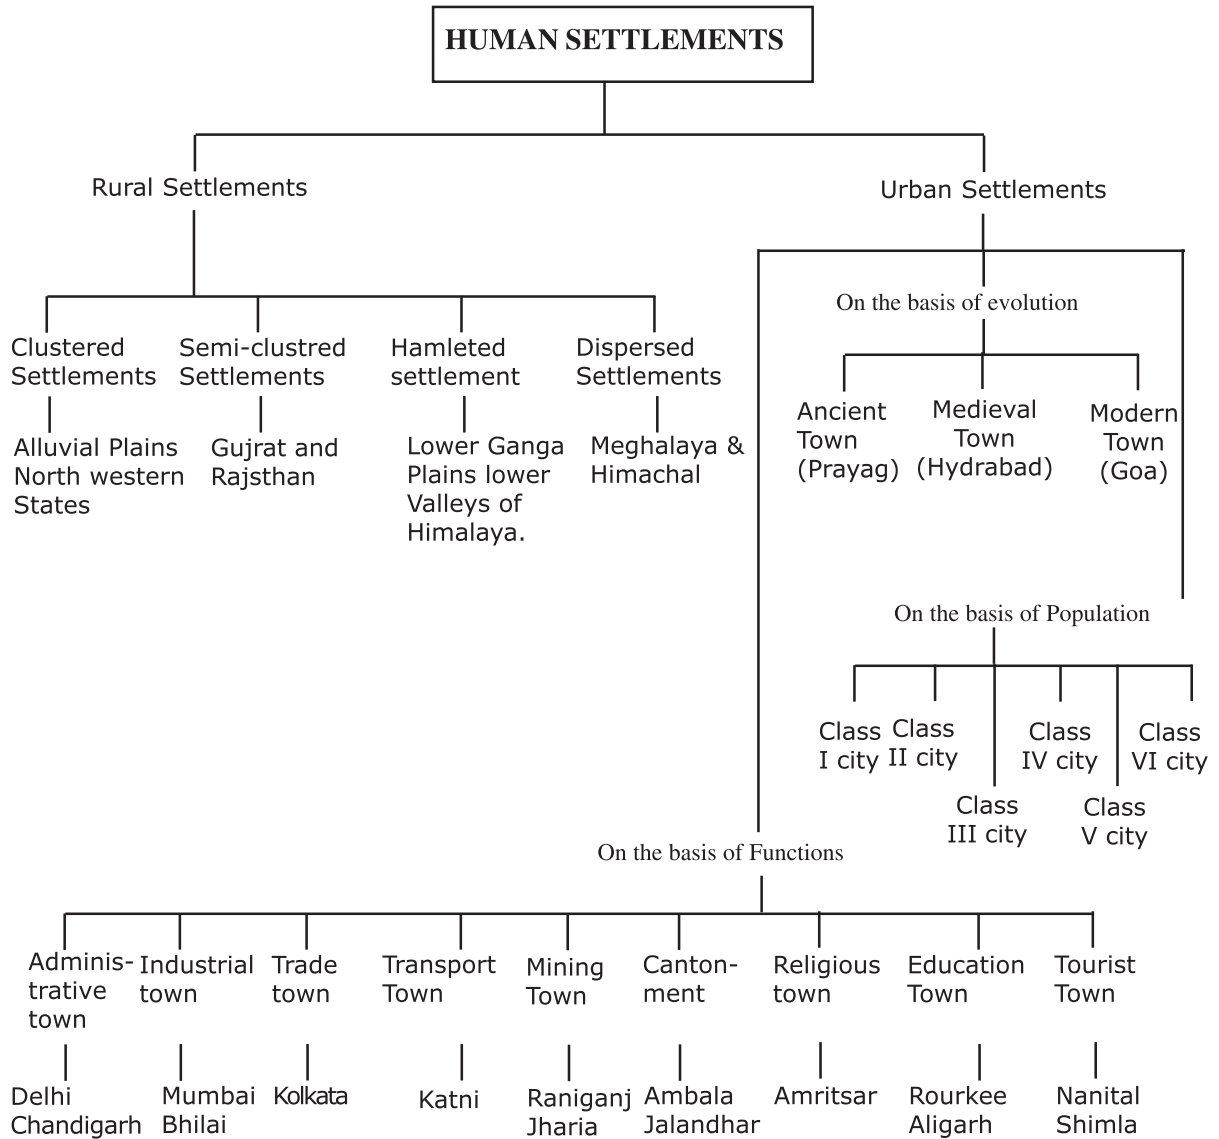 HUMAN SETTLEMENTS
Rural Settlements
Urban Settlements
Clustered
Settlements
Semi-clustred
Settlements
Hamleted
settlement
Dispersed
Settlements
Alluvial Plains
North western
States
Gujrat and
Rajsthan
Lower Ganga
Plains lower
Valleys of
Himalaya.
Meghalaya &
Himachal
On the basis of evolution
Ancient
Town
(Prayag)
Medieval
Town
(Hydrabad)
Modern
Town
(Goa)
On the basis of Population
Class
I city
Class
II city
Class
III city
Class
IV city
Class
V city
Class
VI city
On the basis of Functions
Adminis-
trative
town
Industrial
town
Trade
town
Transport
Town
Mining
Town
Canton-
ment
Religious
town
Education
Town
Tourist
Town
Delhi
Chandigarh
Mumbai
Bhilai
Kolkata
Katni
Raniganj
Jharia
Ambala
Jalandhar
Amritsar
Rourkee
Aligarh
Nanital
Shimla